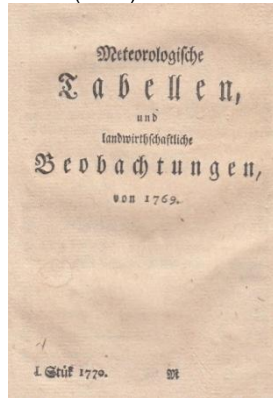 Meteorologische
Tabellen,
und
landwirthschaftliche
Beobachtungen,
von 1769.
I. Stük 1770.
M